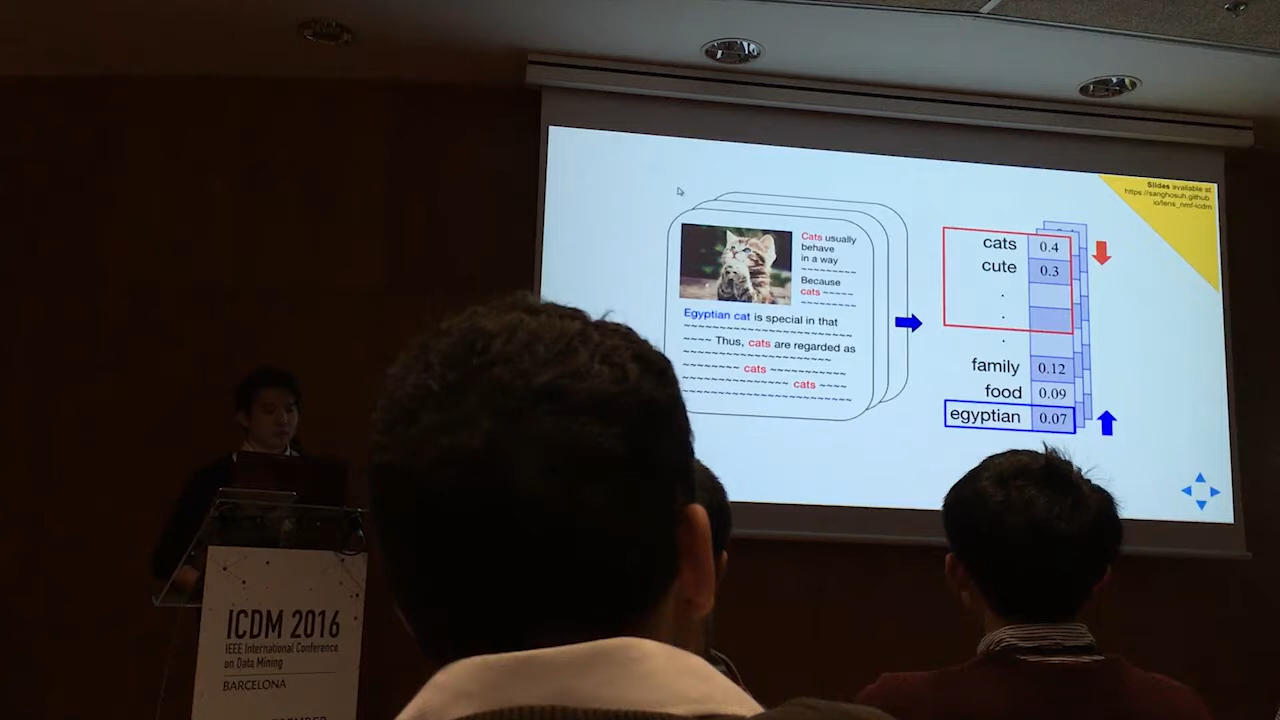 Slides available at
https://sanghosuh.github.
io/lens_nmf-icdm
Cats usually
behave
in a way
~~~~~~~~~
Because
cats ~~~~~
~~~~~~~~~
Egyptian cat is special in that
~~~~~~~~~~~~~~~~~~~~~~~~~~~
~~~~ Thus, cats are regarded as
~~~~~~~~~~~~~~~~~~~~~~~
~~~~~~~~~~ cats ~~~~~~~~~~~~
~~~~~~~~~~~~~~~~~ cats ~~~~
~~~~~~~~~~~~~~~~~~~~~~~~~~~
cats 0.4
cute 0.3
.
.
.
family 0.12
food 0.09
egyptian 0.07
ICDM 2016
IEEE International Conference
on Data Mining
BARCELONA